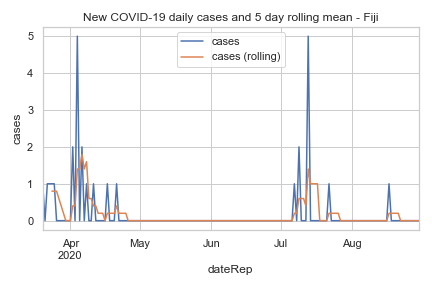 New COVID-19 daily cases and 5 day rolling mean - Fiji
cases
cases (rolling)
5
4
3
2
1
0
cases
Apr
2020
May
Jun
Jul
Aug
dateRep